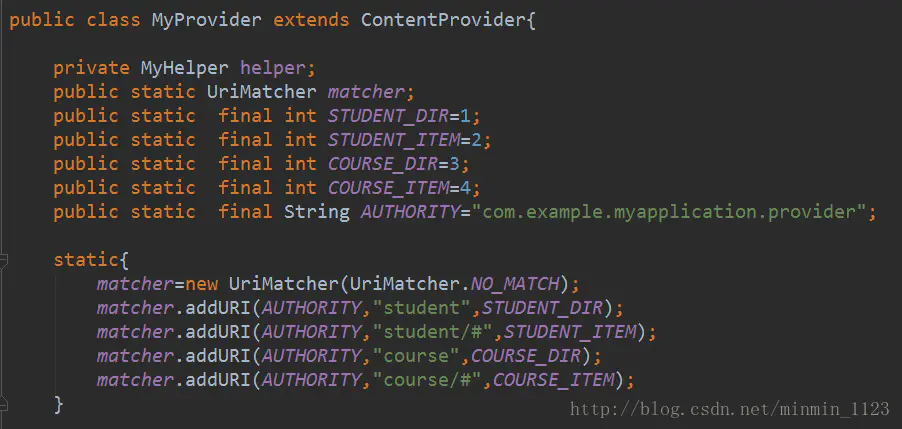 public class MyProvider extends ContentProvider{
private MyHelper helper;
public static UriMatcher matcher;
public static  final int STUDENT_DIR=1;
public static  final int STUDENT_ITEM=2;
public static  final int COURSE_DIR=3;
public static  final int COURSE_ITEM=4;
public static  final String AUTHORITY="com.example.myapplication.provider";
static{
matcher=new UriMatcher(UriMatcher.NO_MATCH);
matcher.addURI(AUTHORITY,"student",STUDENT_DIR);
matcher.addURI(AUTHORITY,"student/#",STUDENT_ITEM);
matcher.addURI(AUTHORITY,"course",COURSE_DIR);
matcher.addURI(AUTHORITY,"course/#",COURSE_ITEM);
}
http://blog.csdn.net/minmin_1123